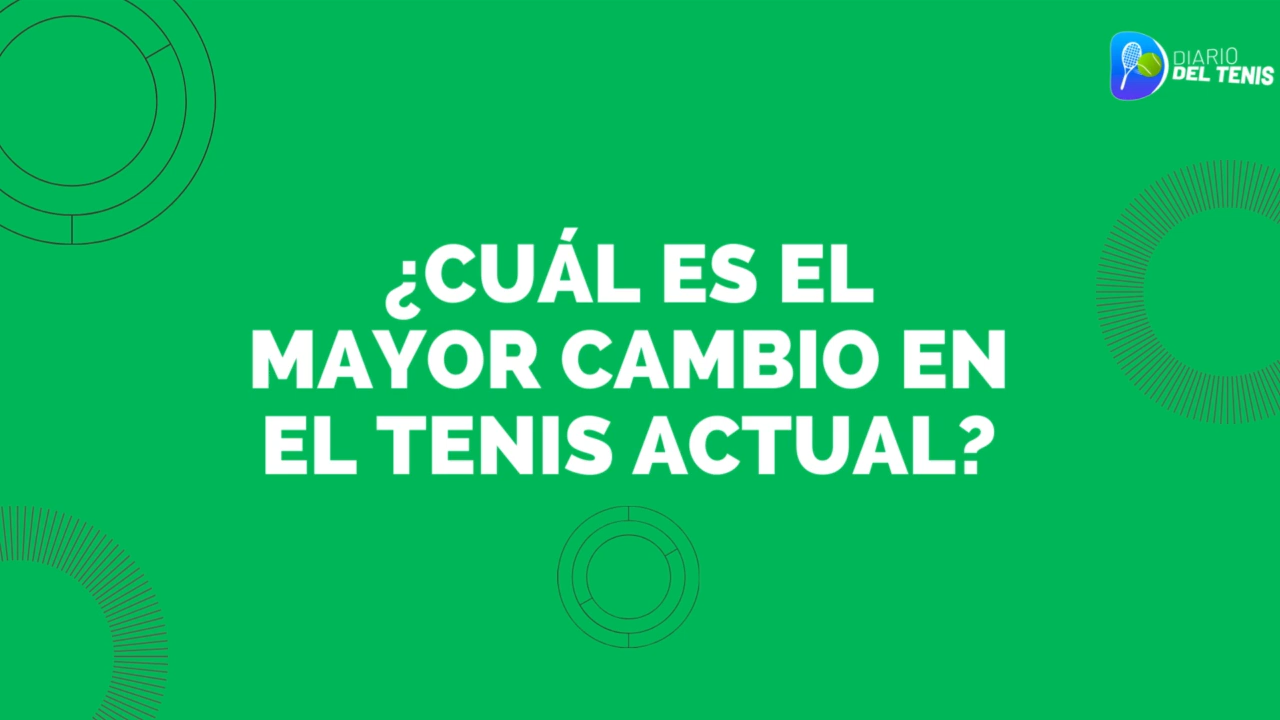 DIARIO
DEL TENIS
¿CUÁL ES EL
MAYOR CAMBIO EN
EL TENIS ACTUAL?